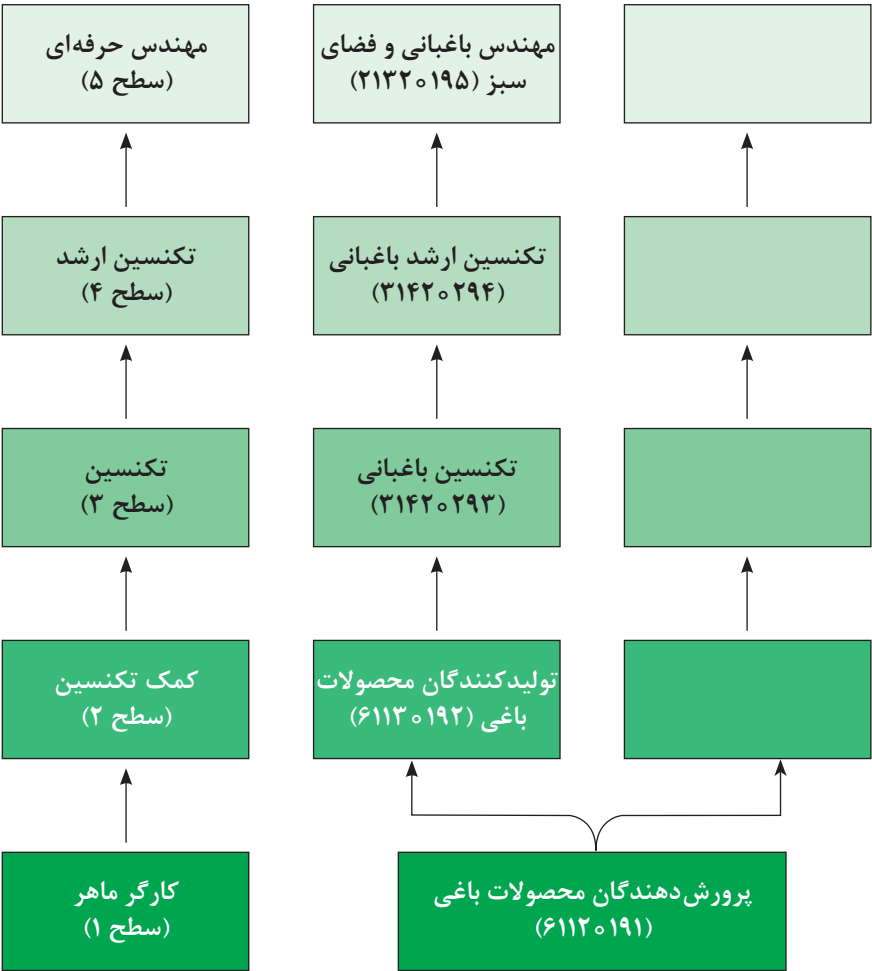 مهندس حرفه‌ای
(سطح ۵)
مهندس باغبانی و فضای
سبز (۲۱۳۲۰۱۹۵)
تکنسین ارشد
(سطح ۴)
تکنسین ارشد باغبانی
(۳۱۴۲۰۲۹۴)
تکنسین
(سطح ۳)
تکنسین باغبانی
(۳۱۴۲۰۲۹۳)
کمک تکنسین
(سطح ۲)
تولیدکنندگان محصولات
باغی (۶۱۱۳۰۱۹۲)
کارگر ماهر
(سطح ۱)
پرورش‌دهندگان محصولات باغی
(۶۱۱۲۰۱۹۱)